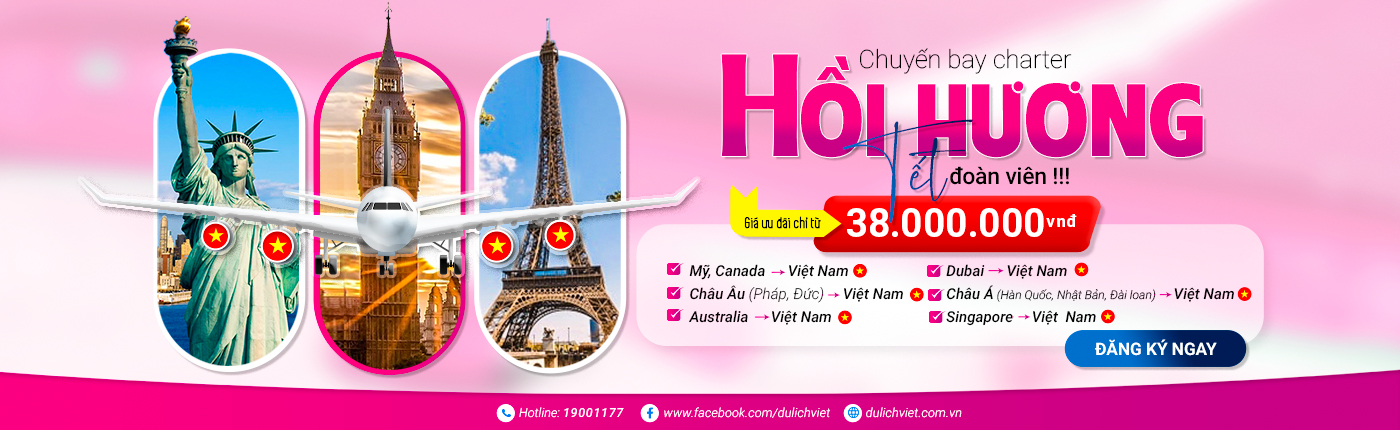 Chuyến bay charter
HỒI HƯƠNG
Tết đoàn viên !!!
Giá ưu đãi chỉ từ 38.000.000 vnđ
Mỹ, Canada → Việt Nam
Châu Âu (Pháp, Đức) → Việt Nam
Australia → Việt Nam
Dubai → Việt Nam
Châu Á (Hàn Quốc, Nhật Bản, Đài loan) → Việt Nam
Singapore → Việt Nam
ĐĂNG KÝ NGAY
Hotline: 19001177 www.facebook.com/dulichviet dulichviet.com.vn